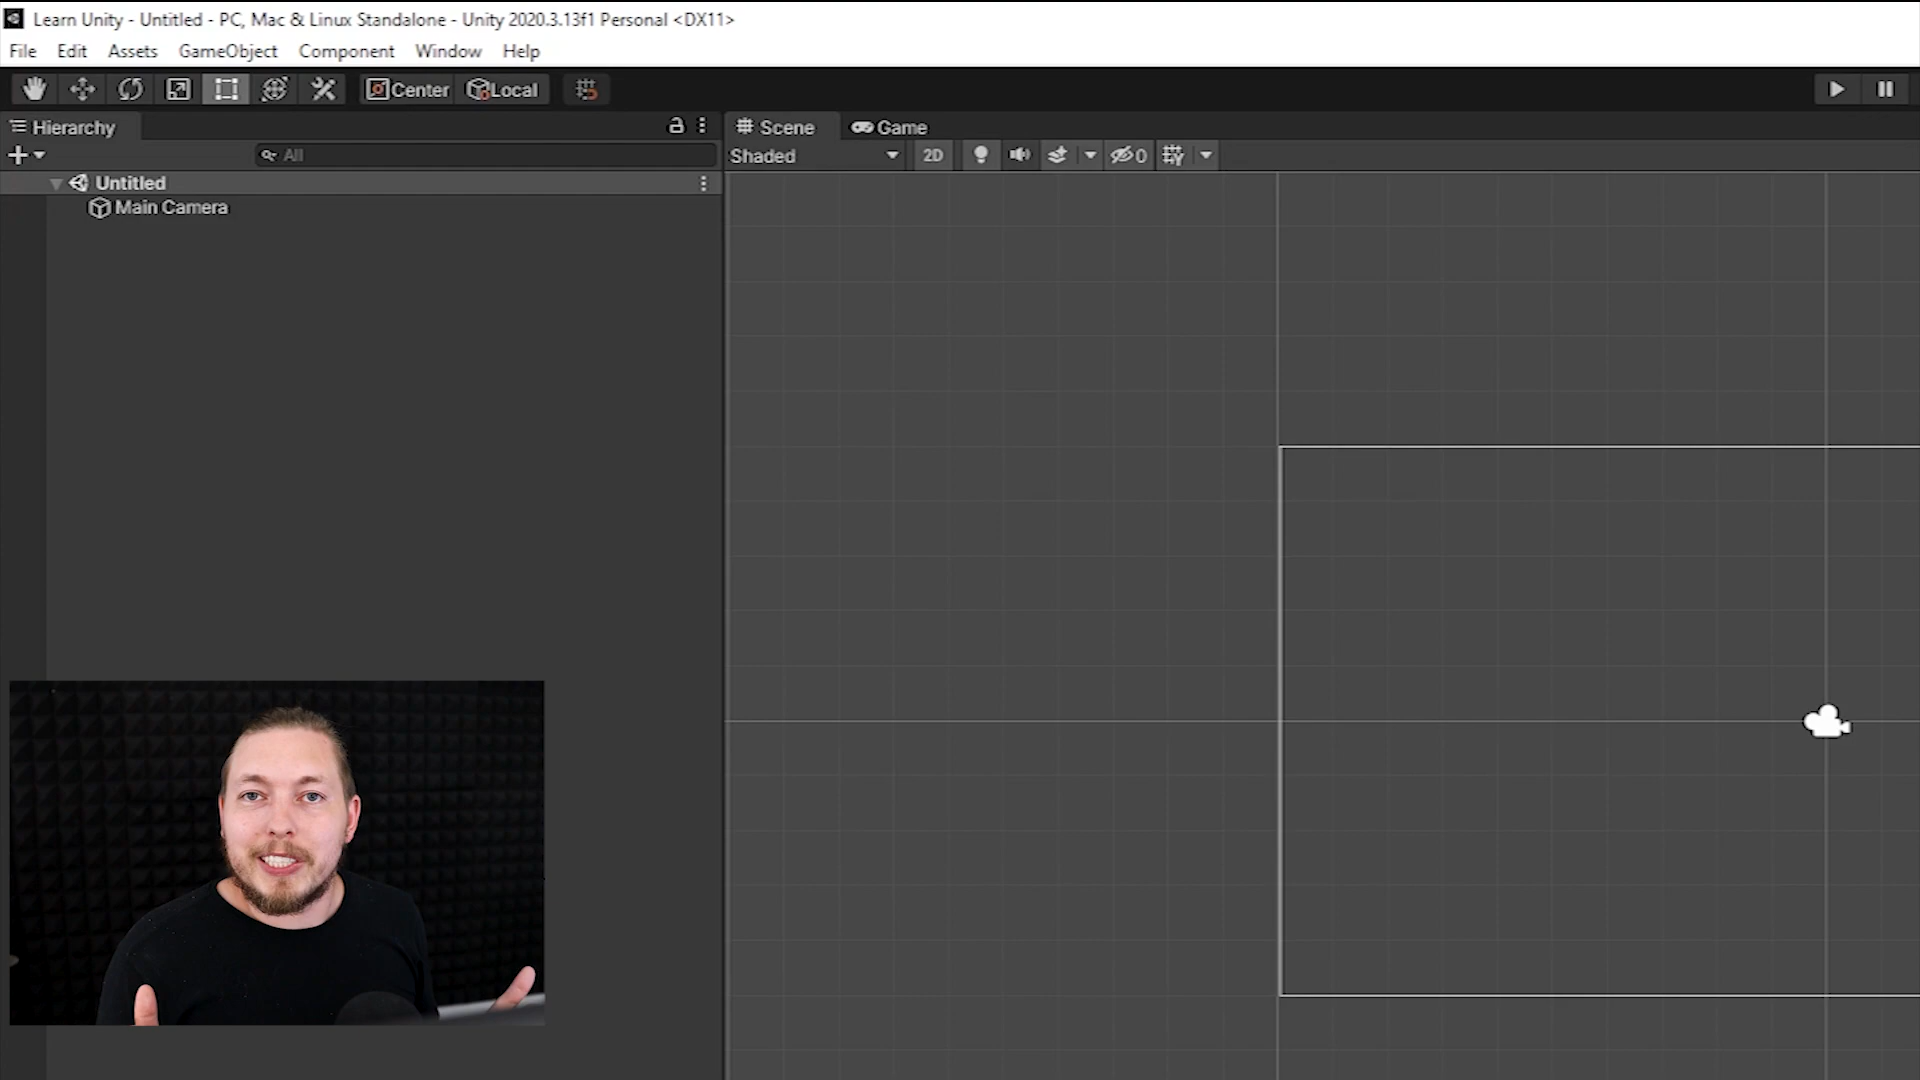 Learn Unity - Untitled - PC, Mac & Linux Standalone - Unity 2020.3.13f1 Personal <DX11>
File Edit Assets GameObject Component Window Help
Center Local
Hierarchy
Scene Game
All
Shaded 2D 0
Untitled
Main Camera